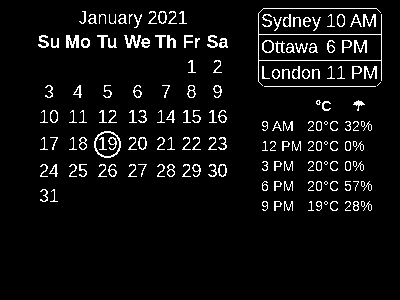 January 2021
Su Mo Tu We Th Fr Sa
1 2
3 4 5 6 7 8 9
10 11 12 13 14 15 16
17 18 19 20 21 22 23
24 25 26 27 28 29 30
31
Sydney 10 AM
Ottawa 6 PM
London 11 PM
°C ☂
9 AM 20°C 32%
12 PM 20°C 0%
3 PM 20°C 0%
6 PM 20°C 57%
9 PM 19°C 28%